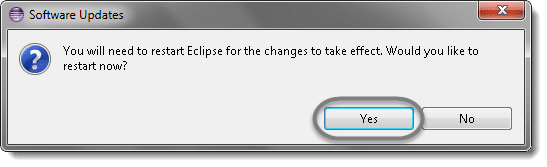 Software Updates
You will need to restart Eclipse for the changes to take effect. Would you like to
restart now?
Yes
No